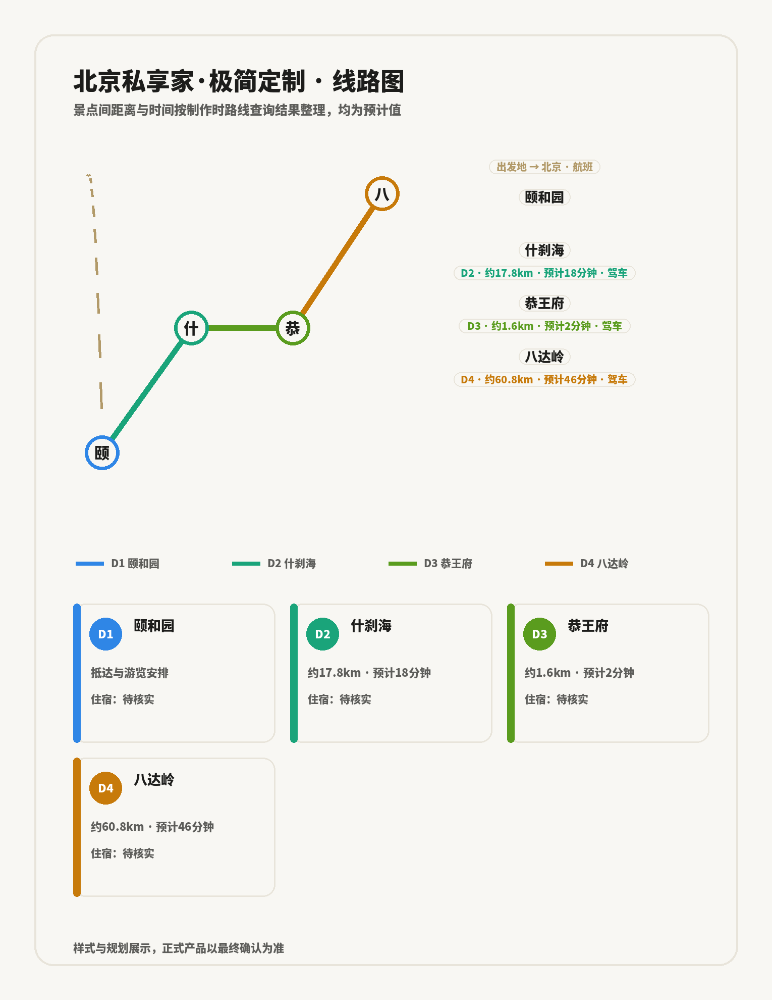 北京私享家·极简定制 · 线路图
景点间距离与时间按制作时路线查询结果整理，均为预计值
出发地 → 北京 · 航班
颐和园
什刹海
D2 · 约17.8km · 预计18分钟 · 驾车
恭王府
D3 · 约1.6km · 预计2分钟 · 驾车
八达岭
D4 · 约60.8km · 预计46分钟 · 驾车
八
什
恭
颐
D1 颐和园
D2 什刹海
D3 恭王府
D4 八达岭
D1
颐和园
抵达与游览安排
住宿：待核实
D2
什刹海
约17.8km · 预计18分钟
住宿：待核实
D3
恭王府
约1.6km · 预计2分钟
住宿：待核实
D4
八达岭
约60.8km · 预计46分钟
住宿：待核实
样式与规划展示，正式产品以最终确认为准